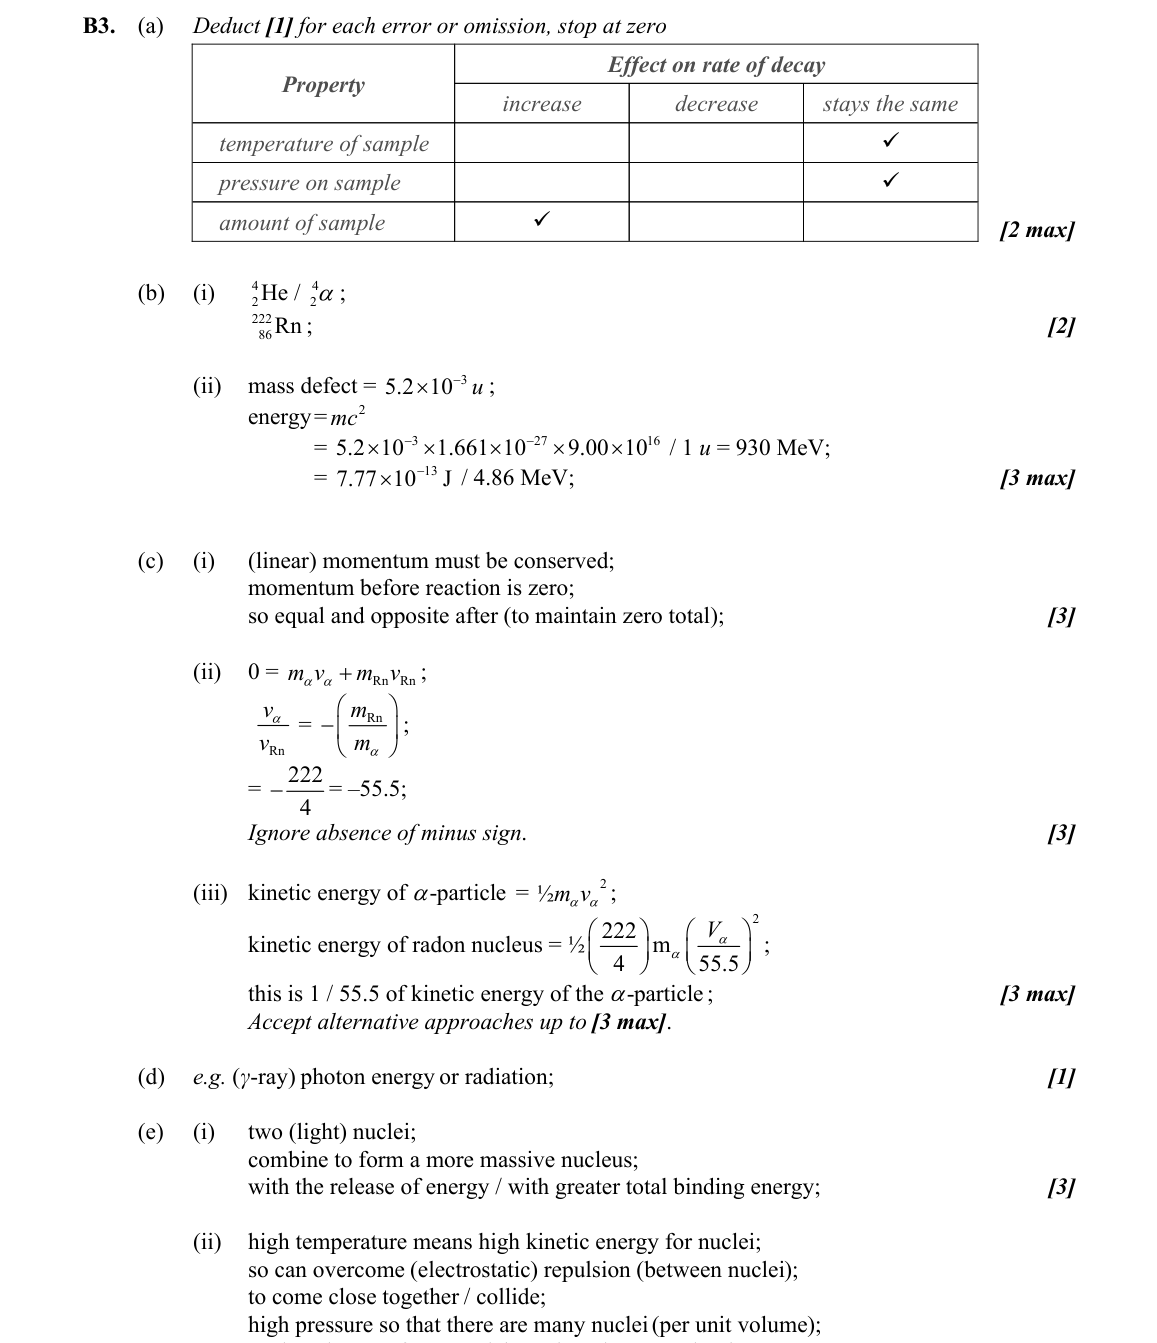 B3. (a) Deduct [1] for each error or omission, stop at zero
Property Effect on rate of decay
increase decrease stays the same
temperature of sample ✓
pressure on sample ✓
amount of sample ✓ [2 max]
(b) (i) ⁴₂He / ⁴₂α ;
²²²₈₆Rn ; [2]
(ii) mass defect = 5.2×10⁻³ u ;
energy = mc²
= 5.2×10⁻³ ×1.661×10⁻²⁷ ×9.00×10¹⁶ / 1 u = 930 MeV;
= 7.77×10⁻¹³ J / 4.86 MeV; [3 max]
(c) (i) (linear) momentum must be conserved;
momentum before reaction is zero;
so equal and opposite after (to maintain zero total); [3]
(ii) 0 = m_α v_α + m_Rn v_Rn ;
v_α / v_Rn = −(m_Rn / m_α) ;
= − 222 / 4 = –55.5;
Ignore absence of minus sign. [3]
(iii) kinetic energy of α-particle = ½m_α v_α² ;
kinetic energy of radon nucleus = ½(222 / 4) m_α (V_α / 55.5)² ;
this is 1 / 55.5 of kinetic energy of the α-particle ; [3 max]
Accept alternative approaches up to [3 max].
(d) e.g. (γ-ray) photon energy or radiation; [1]
(e) (i) two (light) nuclei;
combine to form a more massive nucleus;
with the release of energy / with greater total binding energy; [3]
(ii) high temperature means high kinetic energy for nuclei;
so can overcome (electrostatic) repulsion (between nuclei);
to come close together / collide;
high pressure so that there are many nuclei (per unit volume);